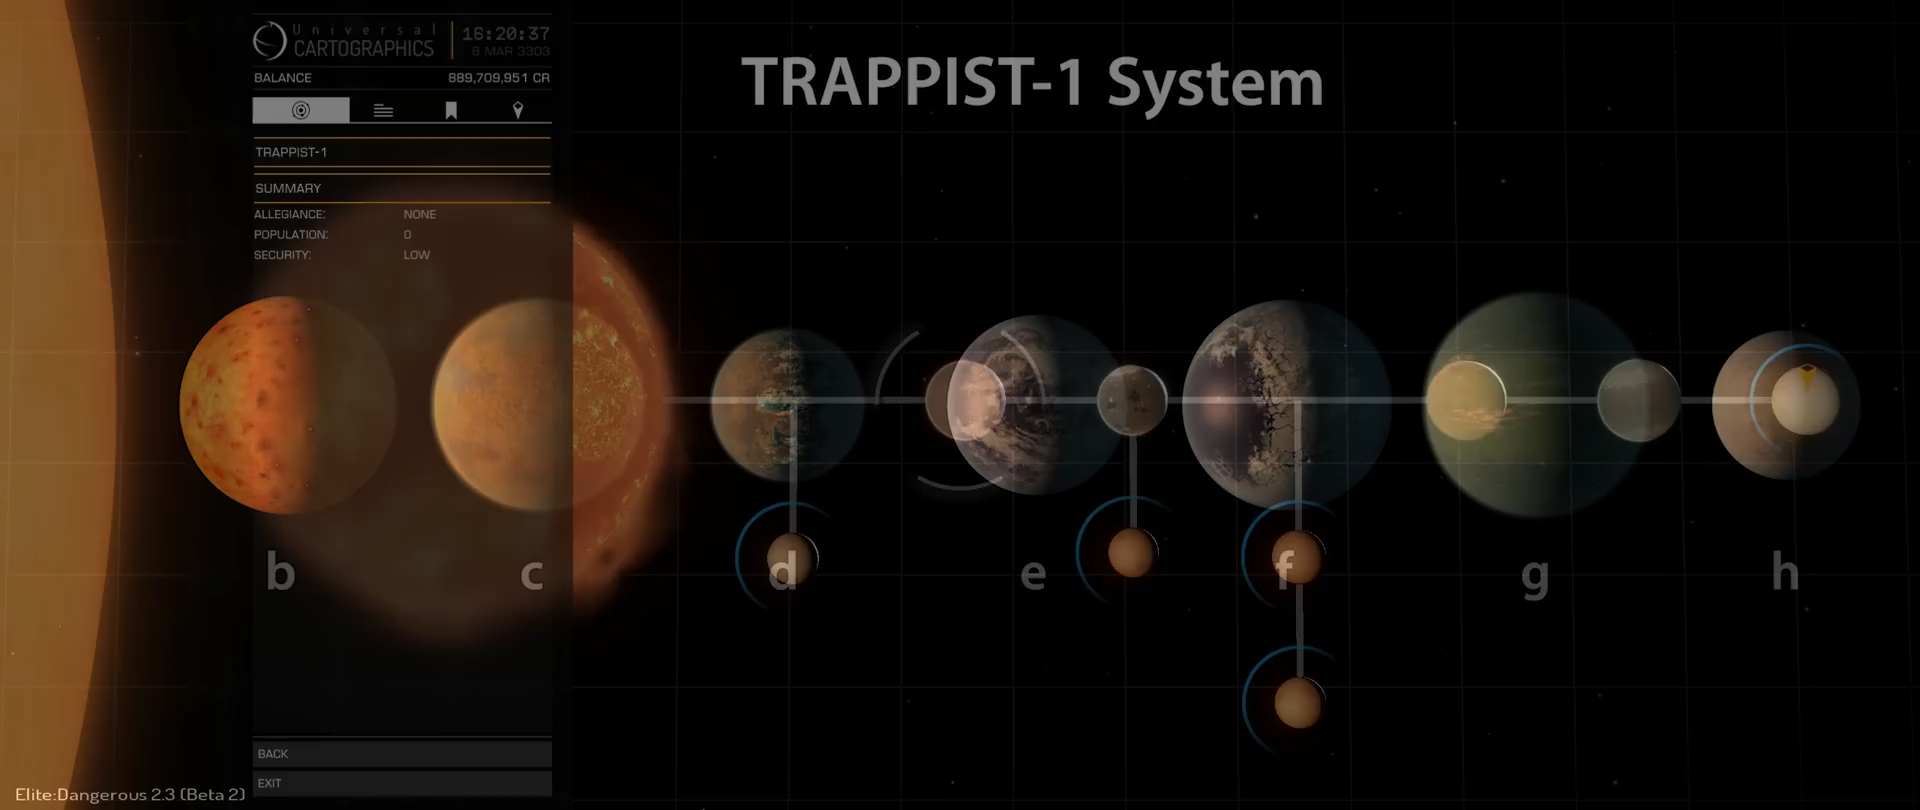 Universal
CARTOGRAPHICS
16:20:37
8 MAR 3303
BALANCE 889,709,951 CR
TRAPPIST-1 System
TRAPPIST-1
SUMMARY
ALLEGIANCE: NONE
POPULATION: 0
SECURITY: LOW
b c d e f g h
BACK
EXIT
Elite:Dangerous 2.3 (Beta 2)